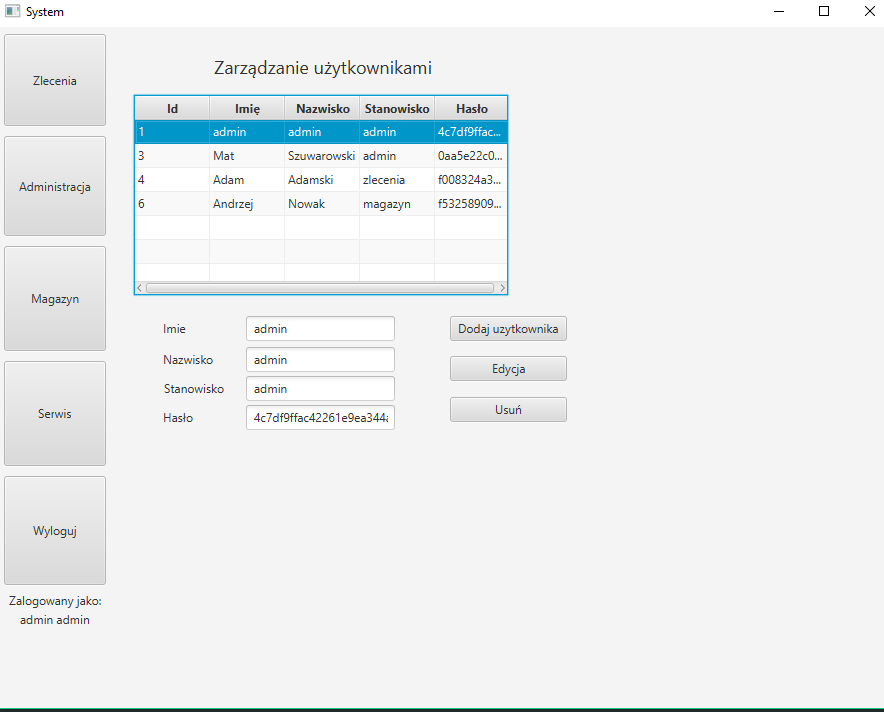 System
Zlecenia
Administracja
Magazyn
Serwis
Wyloguj
Zalogowany jako:
admin admin
Zarządzanie użytkownikami
Id Imię Nazwisko Stanowisko Hasło
1 admin admin admin 4c7df9ffac...
3 Mat Szuwarowski admin 0aa5e22c0...
4 Adam Adamski zlecenia f008324a3...
6 Andrzej Nowak magazyn f53258909...
Imie admin
Nazwisko admin
Stanowisko admin
Hasło 4c7df9ffac42261e9ea344a
Dodaj uzytkownika
Edycja
Usuń